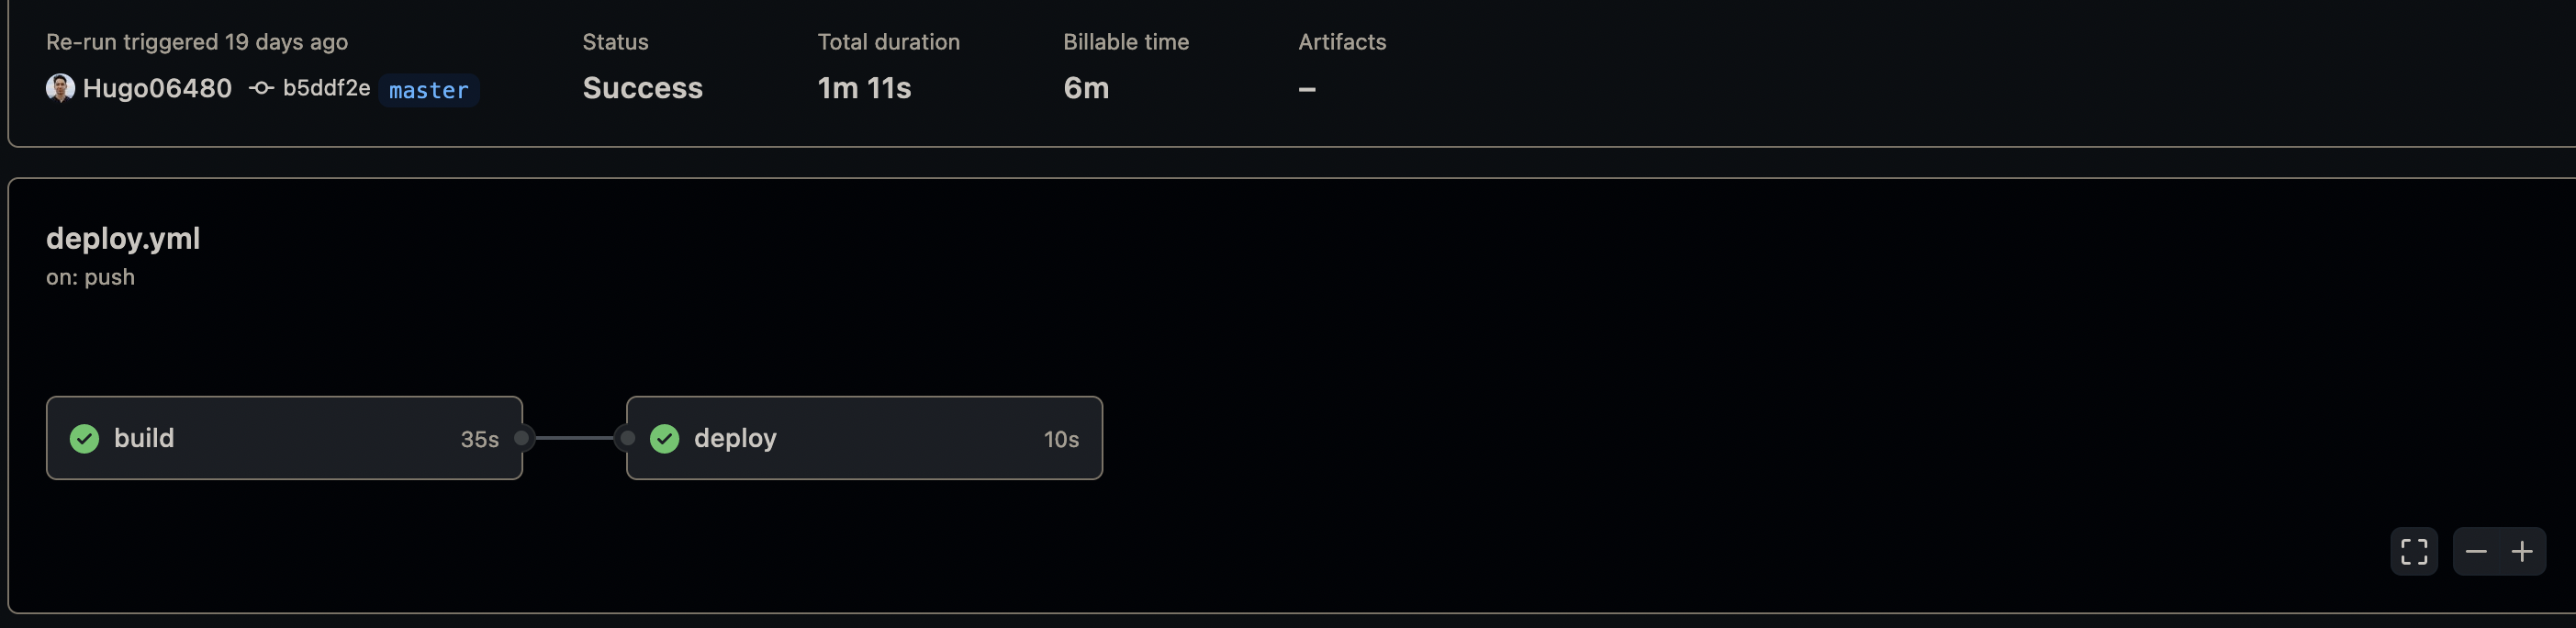 Re-run triggered 19 days ago
Hugo06480 b5ddf2e master
Status
Success
Total duration
1m 11s
Billable time
6m
Artifacts
–
deploy.yml
on: push
build 35s
deploy 10s